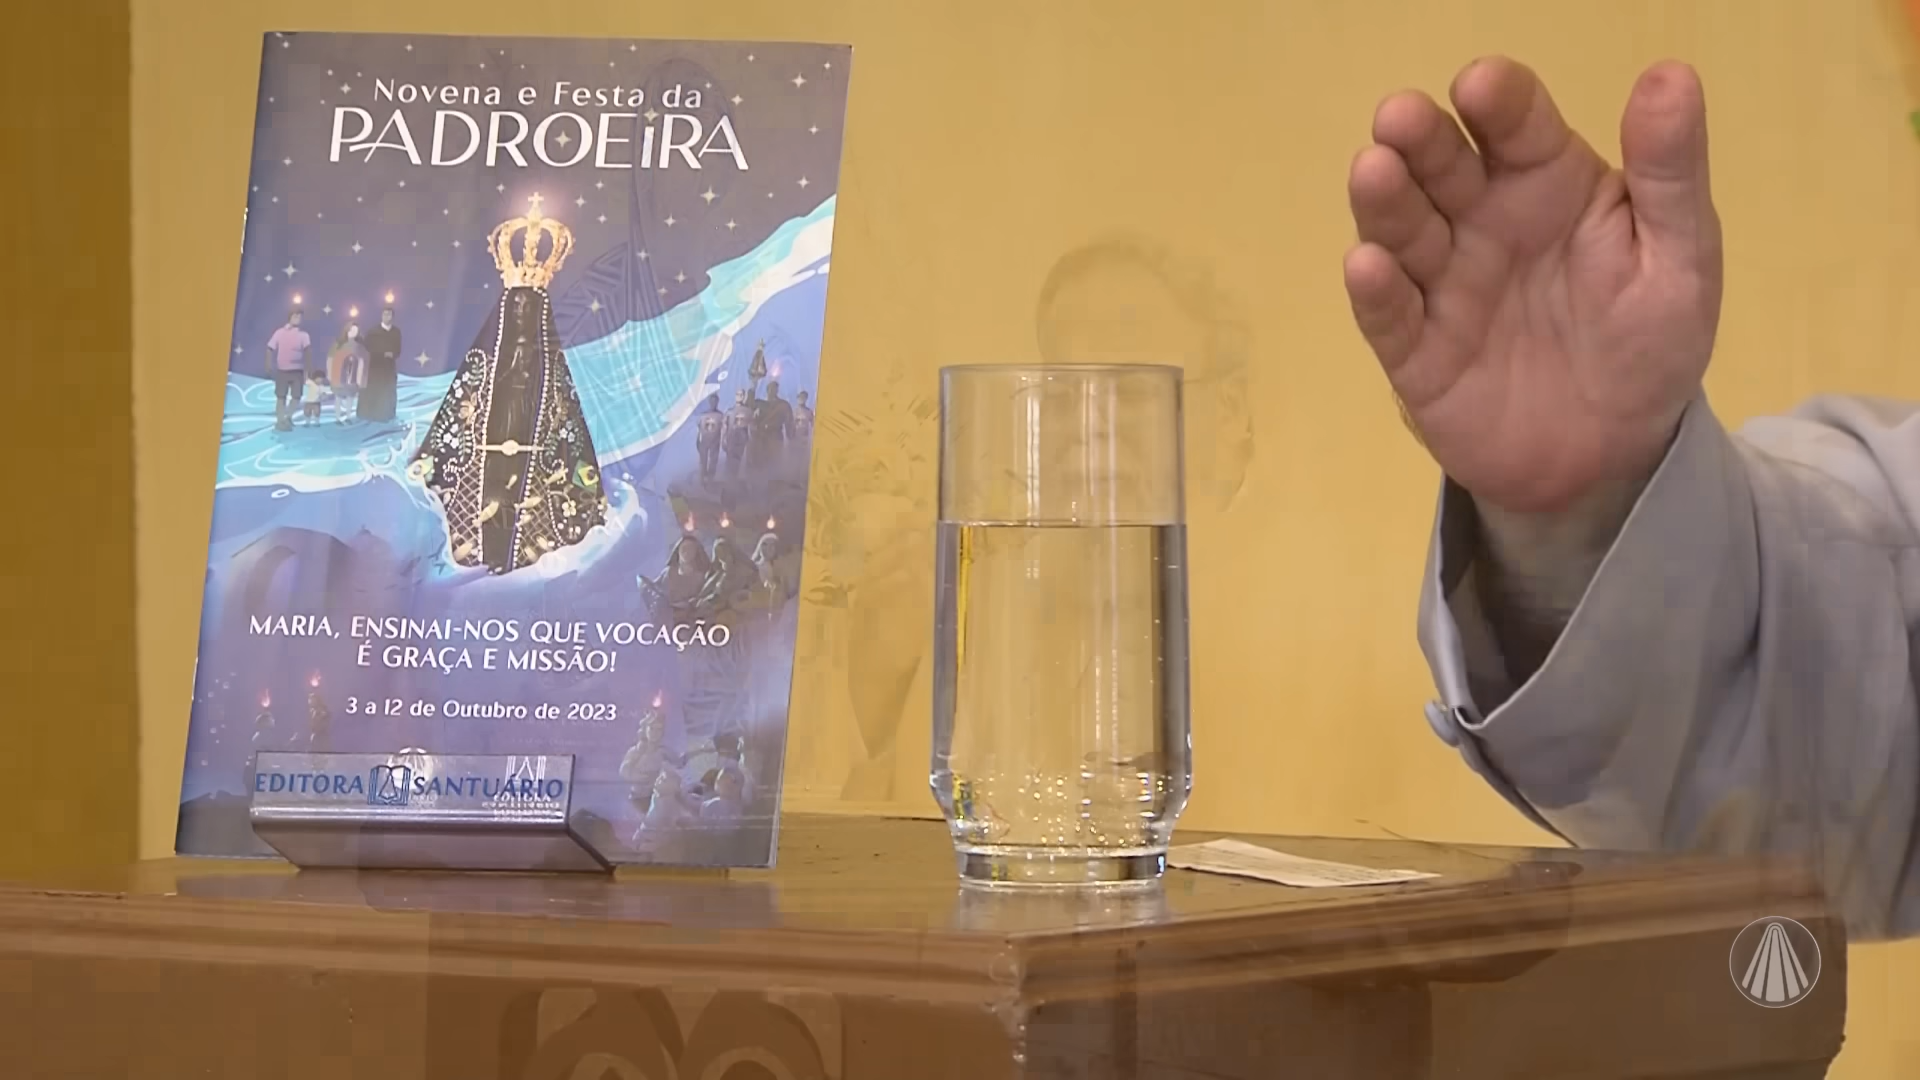 Novena e Festa da
PADROEiRA
MARIA, ENSINAI-NOS QUE VOCAÇÃO
É GRAÇA E MISSÃO!
3 a 12 de Outubro de 2023
EDITORA SANTUÁRIO